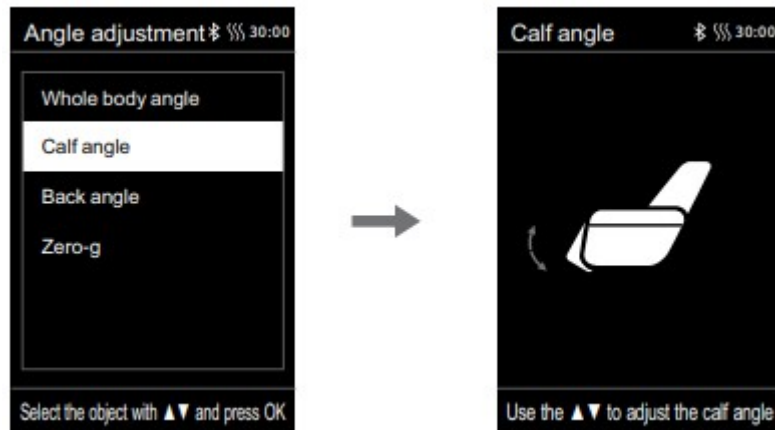 Angle adjustment 30:00
Whole body angle
Calf angle
Back angle
Zero-g
Select the object with ▲▼ and press OK
Calf angle 30:00
Use the ▲▼ to adjust the calf angle